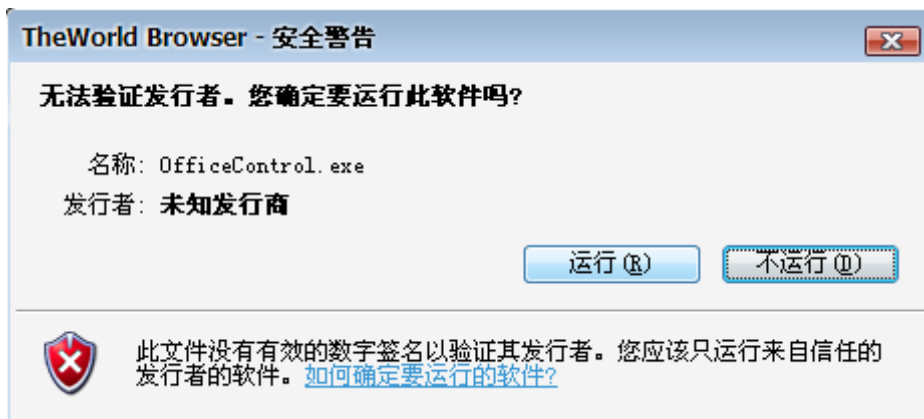 TheWorld Browser - 安全警告
无法验证发行者。您确定要运行此软件吗?
名称: OfficeControl.exe
发行者: 未知发行商
运行(R) 不运行(D)
此文件没有有效的数字签名以验证其发行者。您应该只运行来自信任的
发行者的软件。如何确定要运行的软件?